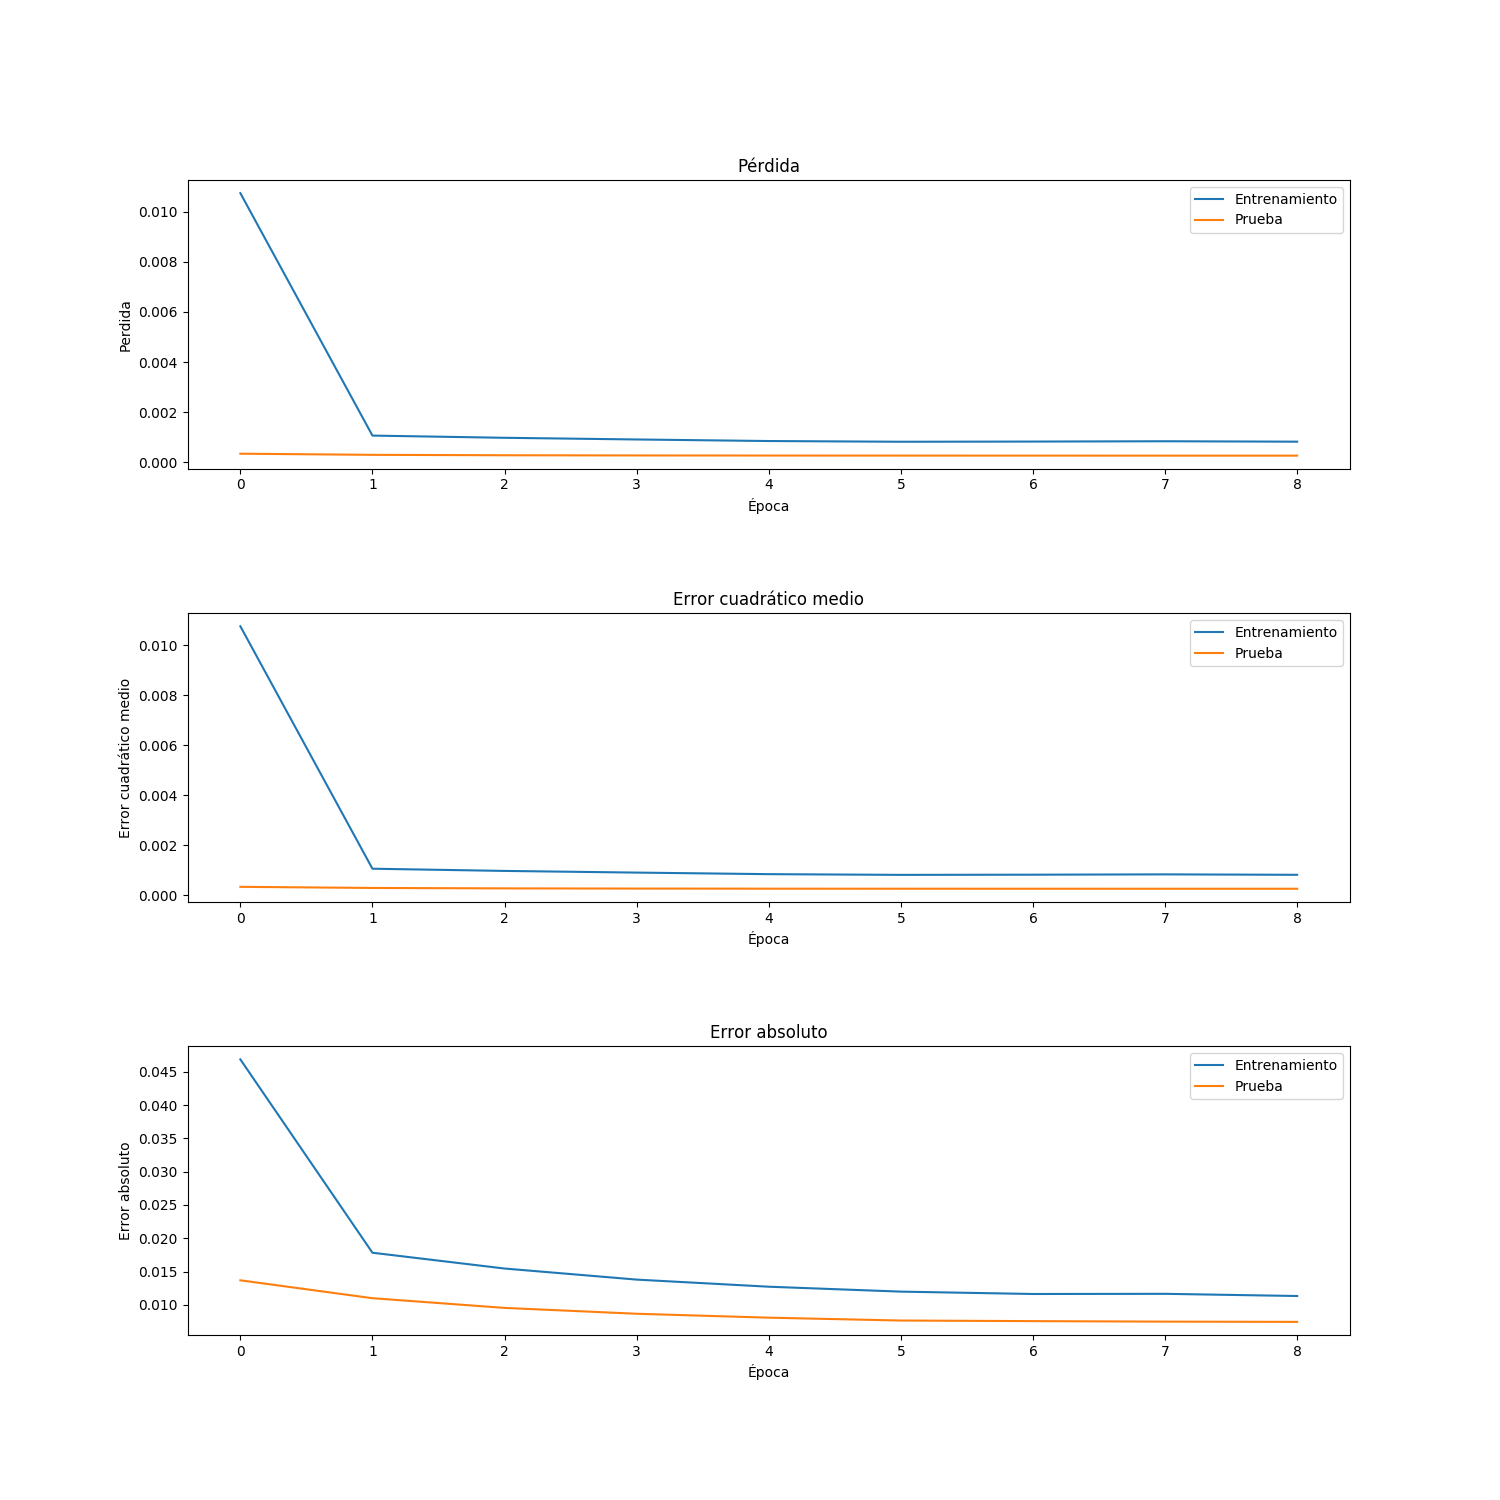 Pérdida
Entrenamiento
Prueba
0.010
0.008
0.006
0.004
0.002
0.000
Perdida
0 1 2 3 4 5 6 7 8
Época
Error cuadrático medio
Entrenamiento
Prueba
0.010
0.008
0.006
0.004
0.002
0.000
Error cuadrático medio
0 1 2 3 4 5 6 7 8
Época
Error absoluto
Entrenamiento
Prueba
0.045
0.040
0.035
0.030
0.025
0.020
0.015
0.010
Error absoluto
0 1 2 3 4 5 6 7 8
Época